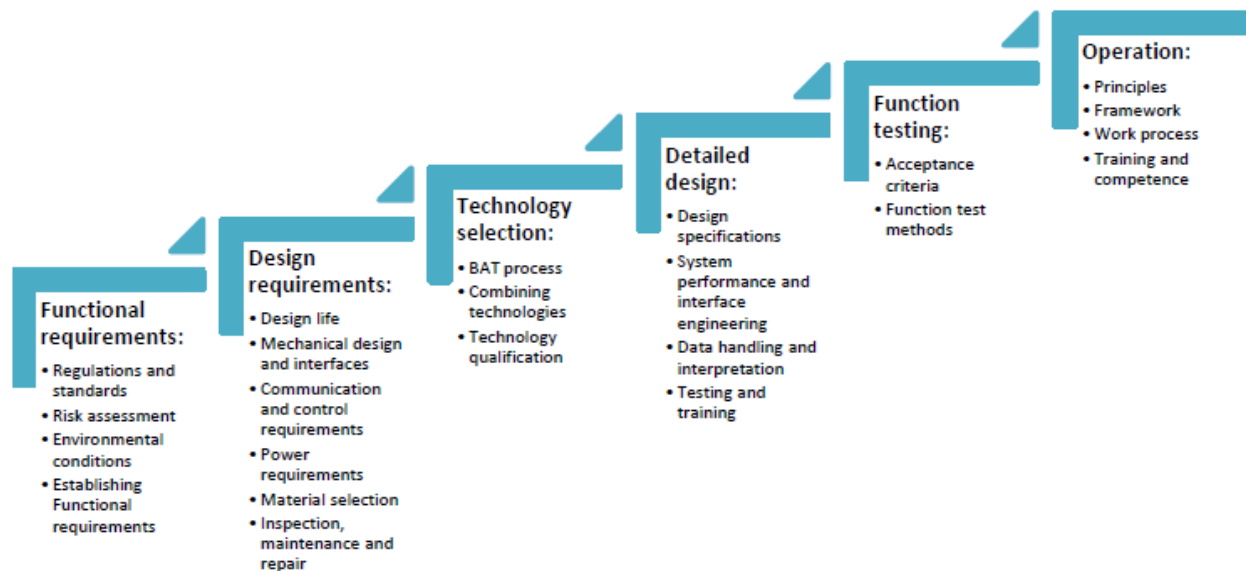 Functional
requirements:
• Regulations and
standards
• Risk assessment
• Environmental
conditions
• Establishing
Functional
requirements
Design
requirements:
• Design life
• Mechanical design
and interfaces
• Communication
and control
requirements
• Power
requirements
• Material selection
• Inspection,
maintenance and
repair
Technology
selection:
• BAT process
• Combining
technologies
• Technology
qualification
Detailed
design:
• Design
specifications
• System
performance and
interface
engineering
• Data handling and
interpretation
• Testing and
training
Function
testing:
• Acceptance
criteria
• Function test
methods
Operation:
• Principles
• Framework
• Work process
• Training and
competence